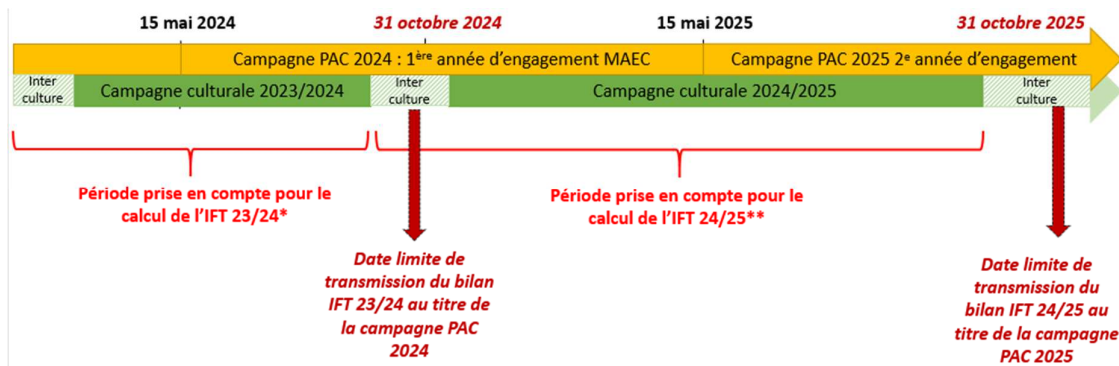 15 mai 2024
31 octobre 2024
15 mai 2025
31 octobre 2025
Campagne PAC 2024 : 1ère année d'engagement MAEC
Campagne PAC 2025 2e année d'engagement
Inter
culture
Campagne culturale 2023/2024
Inter
culture
Campagne culturale 2024/2025
Inter
culture
Période prise en compte pour le
calcul de l'IFT 23/24*
Période prise en compte pour le
calcul de l'IFT 24/25**
Date limite de
transmission du bilan
IFT 23/24 au titre de
la campagne PAC
2024
Date limite de
transmission du
bilan IFT 24/25 au
titre de la campagne
PAC 2025